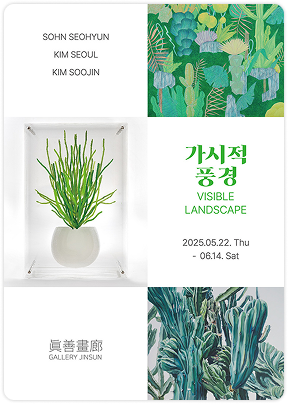 SOHN SEOHYUN
KIM SEOUL
KIM SOOJIN
가시적
풍경
VISIBLE
LANDSCAPE
2025.05.22. Thu
- 06.14. Sat
眞善畵廊
GALLERY JINSUN